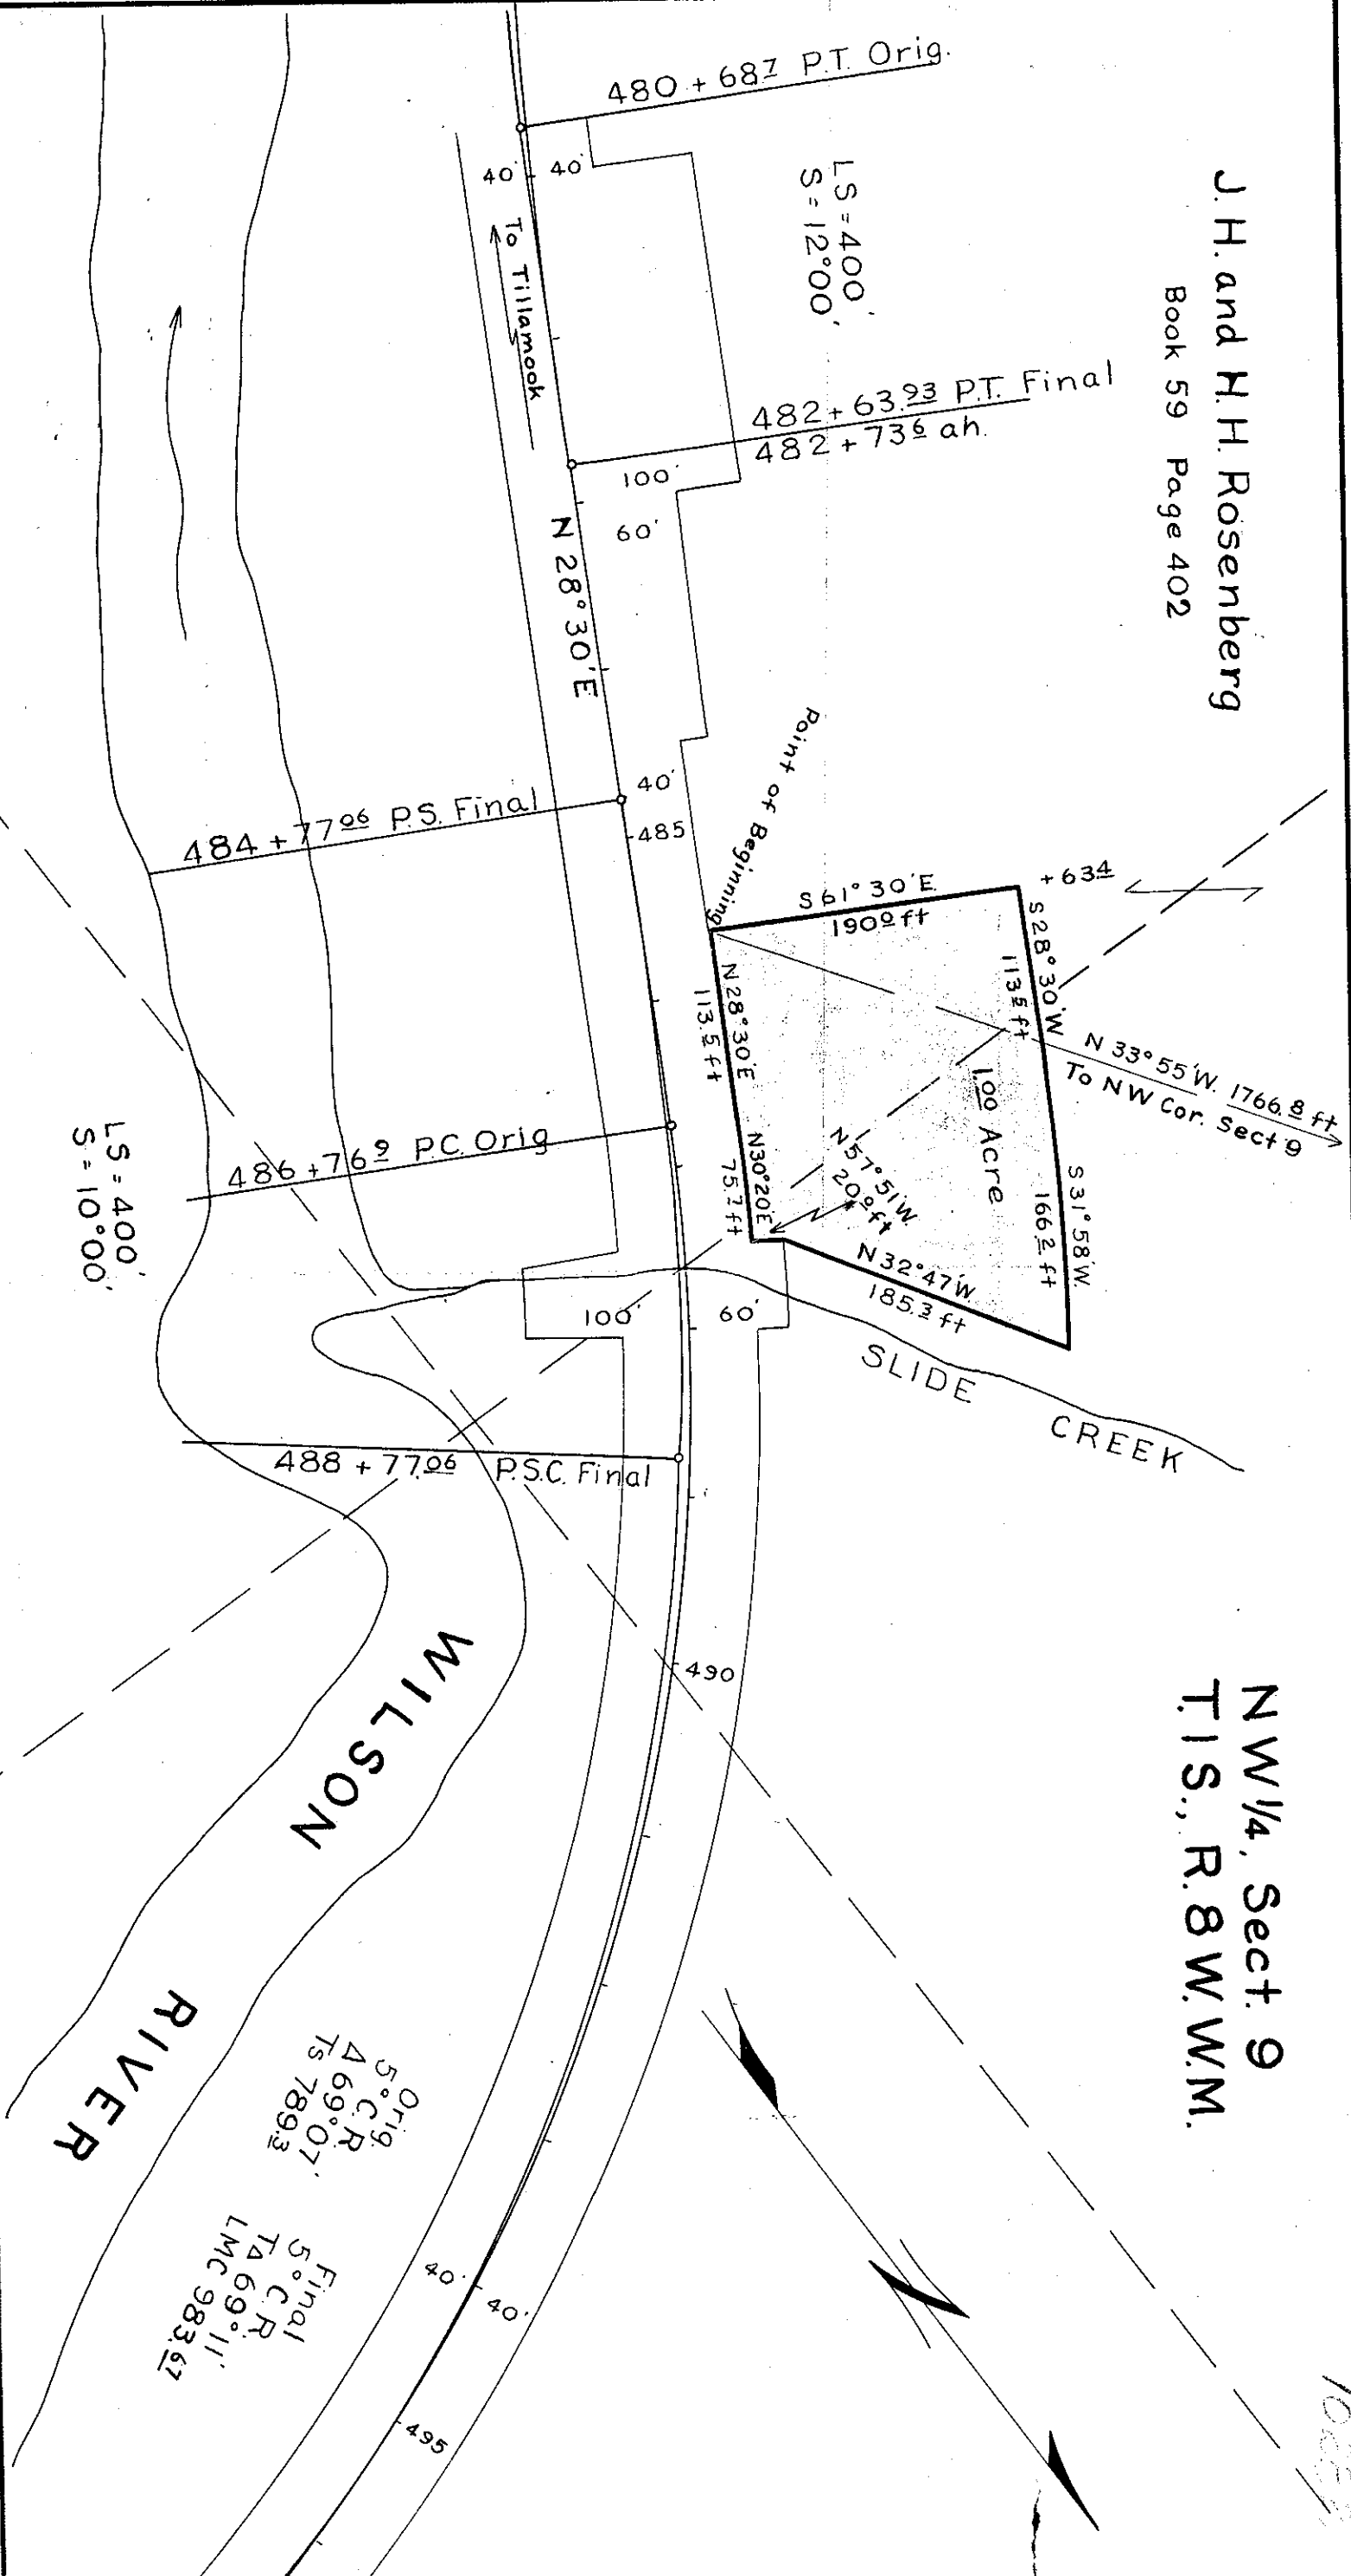 J. H. and H. H. Rosenberg
Book 59 Page 402
N W 1/4, Sect. 9
T. 1 S., R. 8 W. W.M.
480 + 68.7 P.T. Orig.
40' 40'
LS = 400'
S = 12°00'
To Tillamook
482 + 63.93 P.T. Final
482 + 73.6 ah.
100'
60'
N 28° 30' E
40'
484 + 77.06 P.S. Final
485
Point of Beginning
S 61° 30' E
190.0 ft
+ 63.4
S 28° 30' W
113.5 ft
N 33° 55' W. 1766.8 ft
To NW Cor. Sect 9
1.00 Acre
N 28° 30' E
113.5 ft
N 30° 20' E
75.7 ft
N 57° 51' W.
20.0 ft
S 31° 58' W.
166.2 ft
N 32° 47' W
185.3 ft
486 + 76.9 P.C. Orig
LS = 400'
S = 10°00'
100'
60'
SLIDE CREEK
488 + 77.06 P.S.C. Final
490
WILSON RIVER
Orig.
5° C. R.
Δ 69° 07'
Ts 789.3
Final
5° C. R.
TΔ 69° 11'
LMC 983.67
40' 40'
495
N